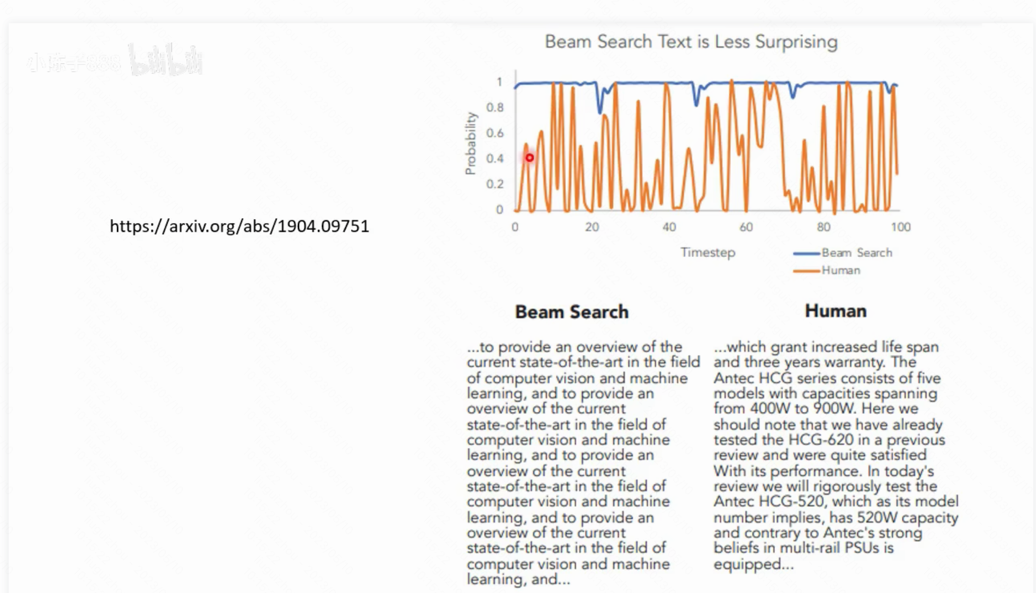 bilibili
https://arxiv.org/abs/1904.09751
Beam Search Text is Less Surprising
Probability
1
0.8
0.6
0.4
0.2
0
0
20
40
60
80
100
Timestep
Beam Search
Human
Beam Search
...to provide an overview of the
current state-of-the-art in the field
of computer vision and machine
learning, and to provide an
overview of the current
state-of-the-art in the field of
computer vision and machine
learning, and to provide an
overview of the current
state-of-the-art in the field of
computer vision and machine
learning, and to provide an
overview of the current
state-of-the-art in the field of
computer vision and machine
learning, and...
Human
...which grant increased life span
and three years warranty. The
Antec HCG series consists of five
models with capacities spanning
from 400W to 900W. Here we
should note that we have already
tested the HCG-620 in a previous
review and were quite satisfied
With its performance. In today's
review we will rigorously test the
Antec HCG-520, which as its model
number implies, has 520W capacity
and contrary to Antec's strong
beliefs in multi-rail PSUs is
equipped...